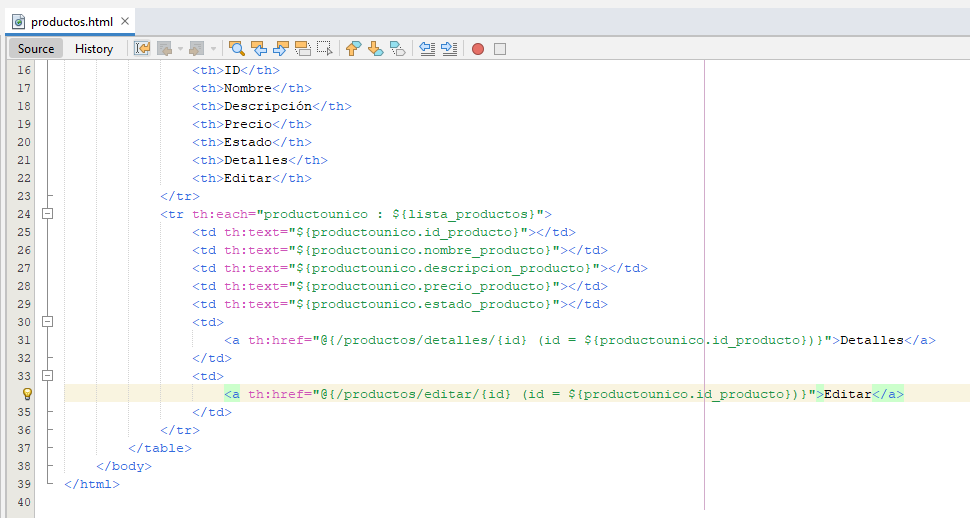 productos.html
Source History
16 <th>ID</th>
17 <th>Nombre</th>
18 <th>Descripción</th>
19 <th>Precio</th>
20 <th>Estado</th>
21 <th>Detalles</th>
22 <th>Editar</th>
23 </tr>
24 <tr th:each="productounico : ${lista_productos}">
25 <td th:text="${productounico.id_producto}"></td>
26 <td th:text="${productounico.nombre_producto}"></td>
27 <td th:text="${productounico.descripcion_producto}"></td>
28 <td th:text="${productounico.precio_producto}"></td>
29 <td th:text="${productounico.estado_producto}"></td>
30 <td>
31 <a th:href="@{/productos/detalles/{id} (id = ${productounico.id_producto})}">Detalles</a>
32 </td>
33 <td>
<a th:href="@{/productos/editar/{id} (id = ${productounico.id_producto})}">Editar</a>
35 </td>
36 </tr>
37 </table>
38 </body>
39 </html>
40